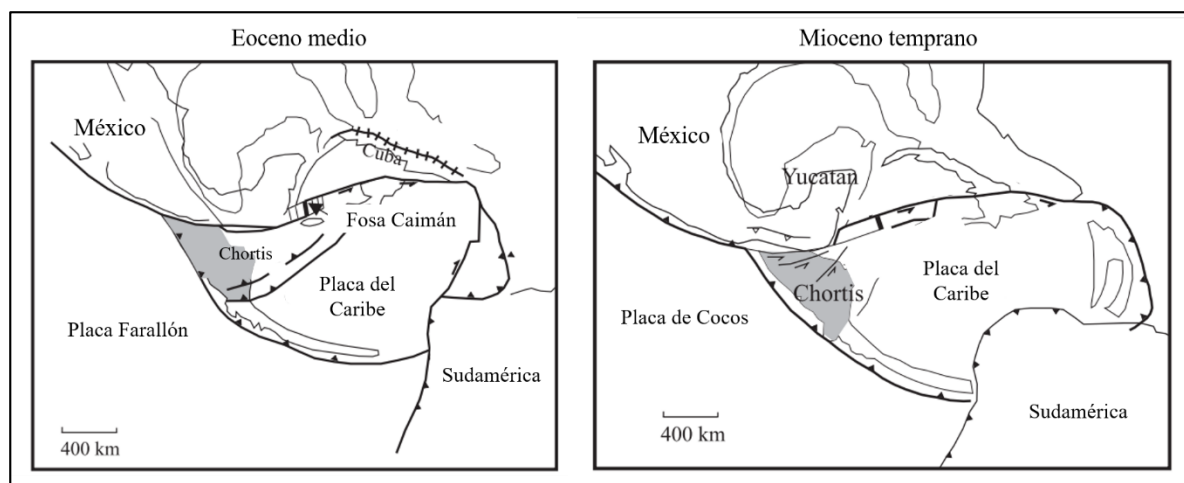 Eoceno medio
México
Cuba
Fosa Caimán
Chortis
Placa del
Caribe
Placa Farallón
Sudamérica
400 km
Mioceno temprano
México
Yucatan
Placa del
Caribe
Chortis
Placa de Cocos
Sudamérica
400 km